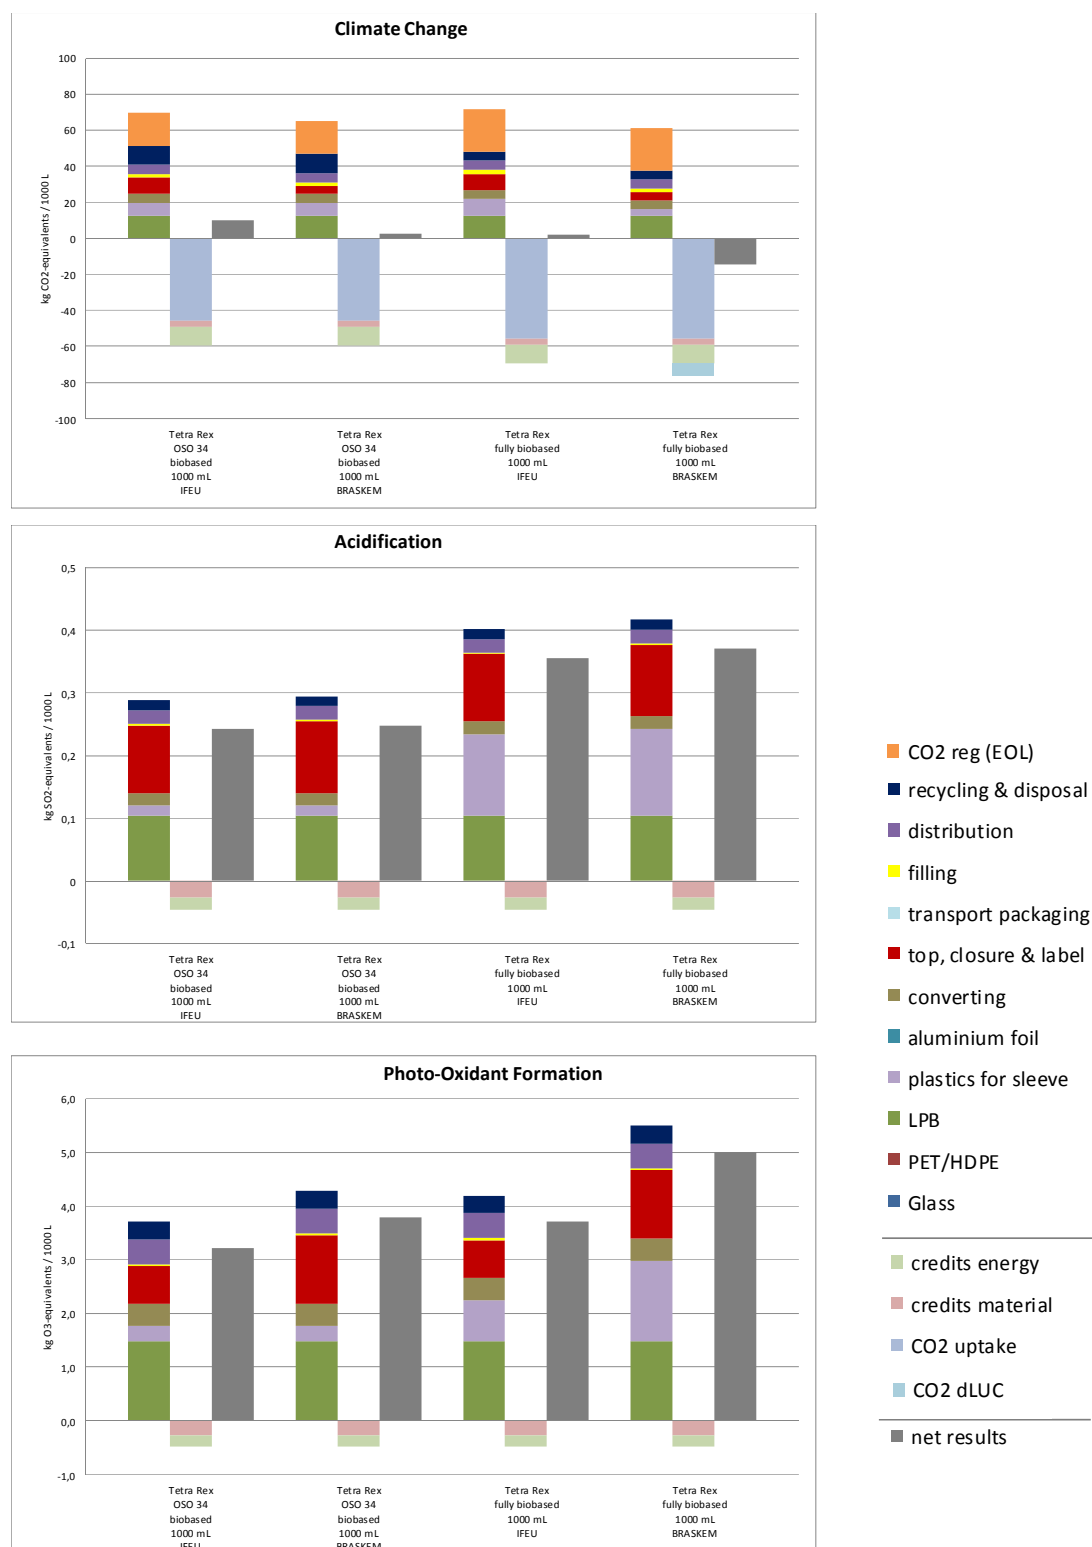 Climate Change
100
80
60
40
20
0
-20
-40
-60
-80
-100
kg CO2-equivalents / 1000 L
Tetra Rex
OSO 34
biobased
1000 mL
IFEU
Tetra Rex
OSO 34
biobased
1000 mL
BRASKEM
Tetra Rex
fully biobased
1000 mL
IFEU
Tetra Rex
fully biobased
1000 mL
BRASKEM
Acidification
0,5
0,4
0,3
0,2
0,1
0
-0,1
kg SO2-equivalents / 1000 L
Tetra Rex
OSO 34
biobased
1000 mL
IFEU
Tetra Rex
OSO 34
biobased
1000 mL
BRASKEM
Tetra Rex
fully biobased
1000 mL
IFEU
Tetra Rex
fully biobased
1000 mL
BRASKEM
Photo-Oxidant Formation
6,0
5,0
4,0
3,0
2,0
1,0
0,0
-1,0
kg O3-equivalents / 1000 L
Tetra Rex
OSO 34
biobased
1000 mL
IFEU
Tetra Rex
OSO 34
biobased
1000 mL
BRASKEM
Tetra Rex
fully biobased
1000 mL
IFEU
Tetra Rex
fully biobased
1000 mL
BRASKEM
CO2 reg (EOL)
recycling & disposal
distribution
filling
transport packaging
top, closure & label
converting
aluminium foil
plastics for sleeve
LPB
PET/HDPE
Glass
credits energy
credits material
CO2 uptake
CO2 dLUC
net results